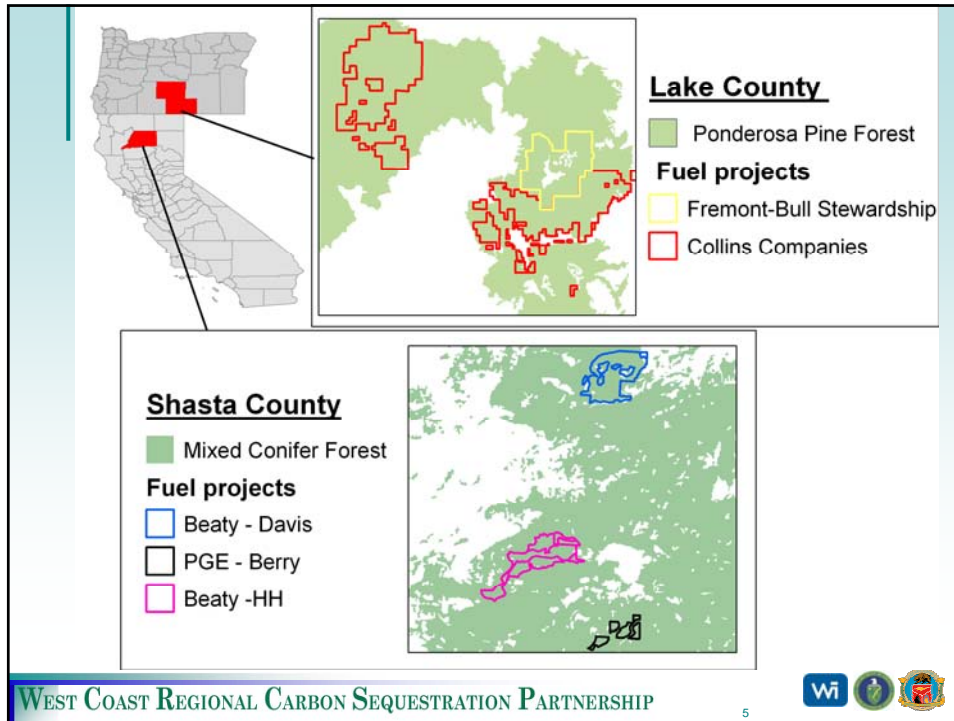 Lake County
Ponderosa Pine Forest
Fuel projects
Fremont-Bull Stewardship
Collins Companies
Shasta County
Mixed Conifer Forest
Fuel projects
Beaty - Davis
PGE - Berry
Beaty -HH
WEST COAST REGIONAL CARBON SEQUESTRATION PARTNERSHIP
5
Wi